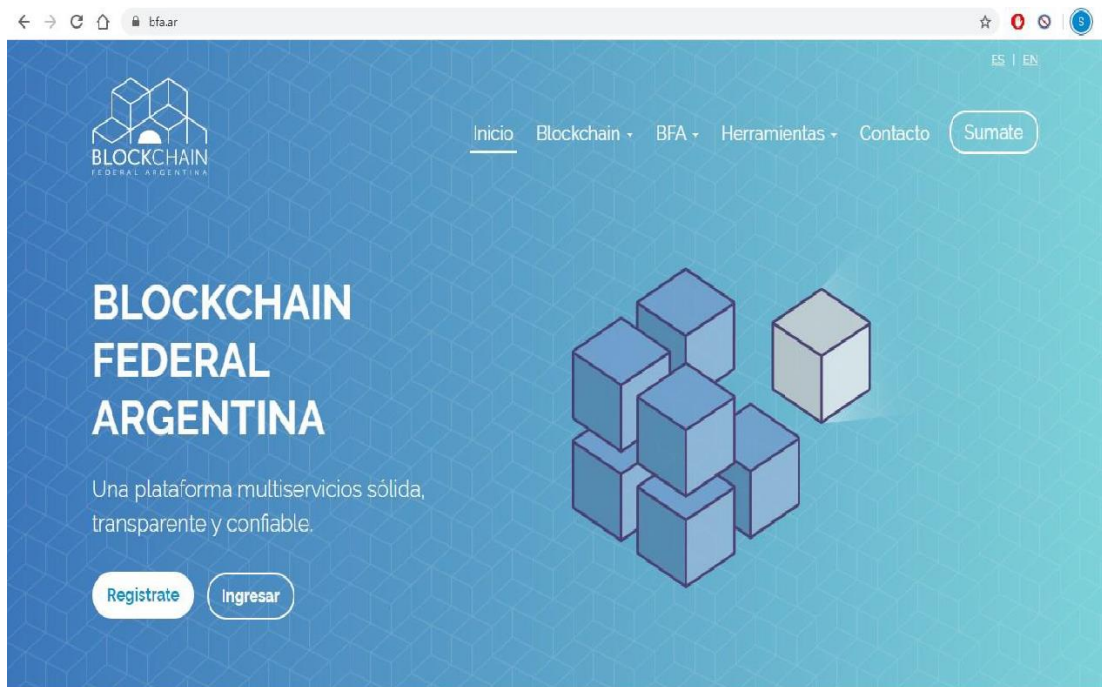 bfa.ar
S
ES | EN
BLOCKCHAIN
FEDERAL ARGENTINA
Inicio Blockchain BFA Herramientas Contacto Sumate
BLOCKCHAIN
FEDERAL
ARGENTINA
Una plataforma multiservicios sólida,
transparente y confiable.
Registrate Ingresar